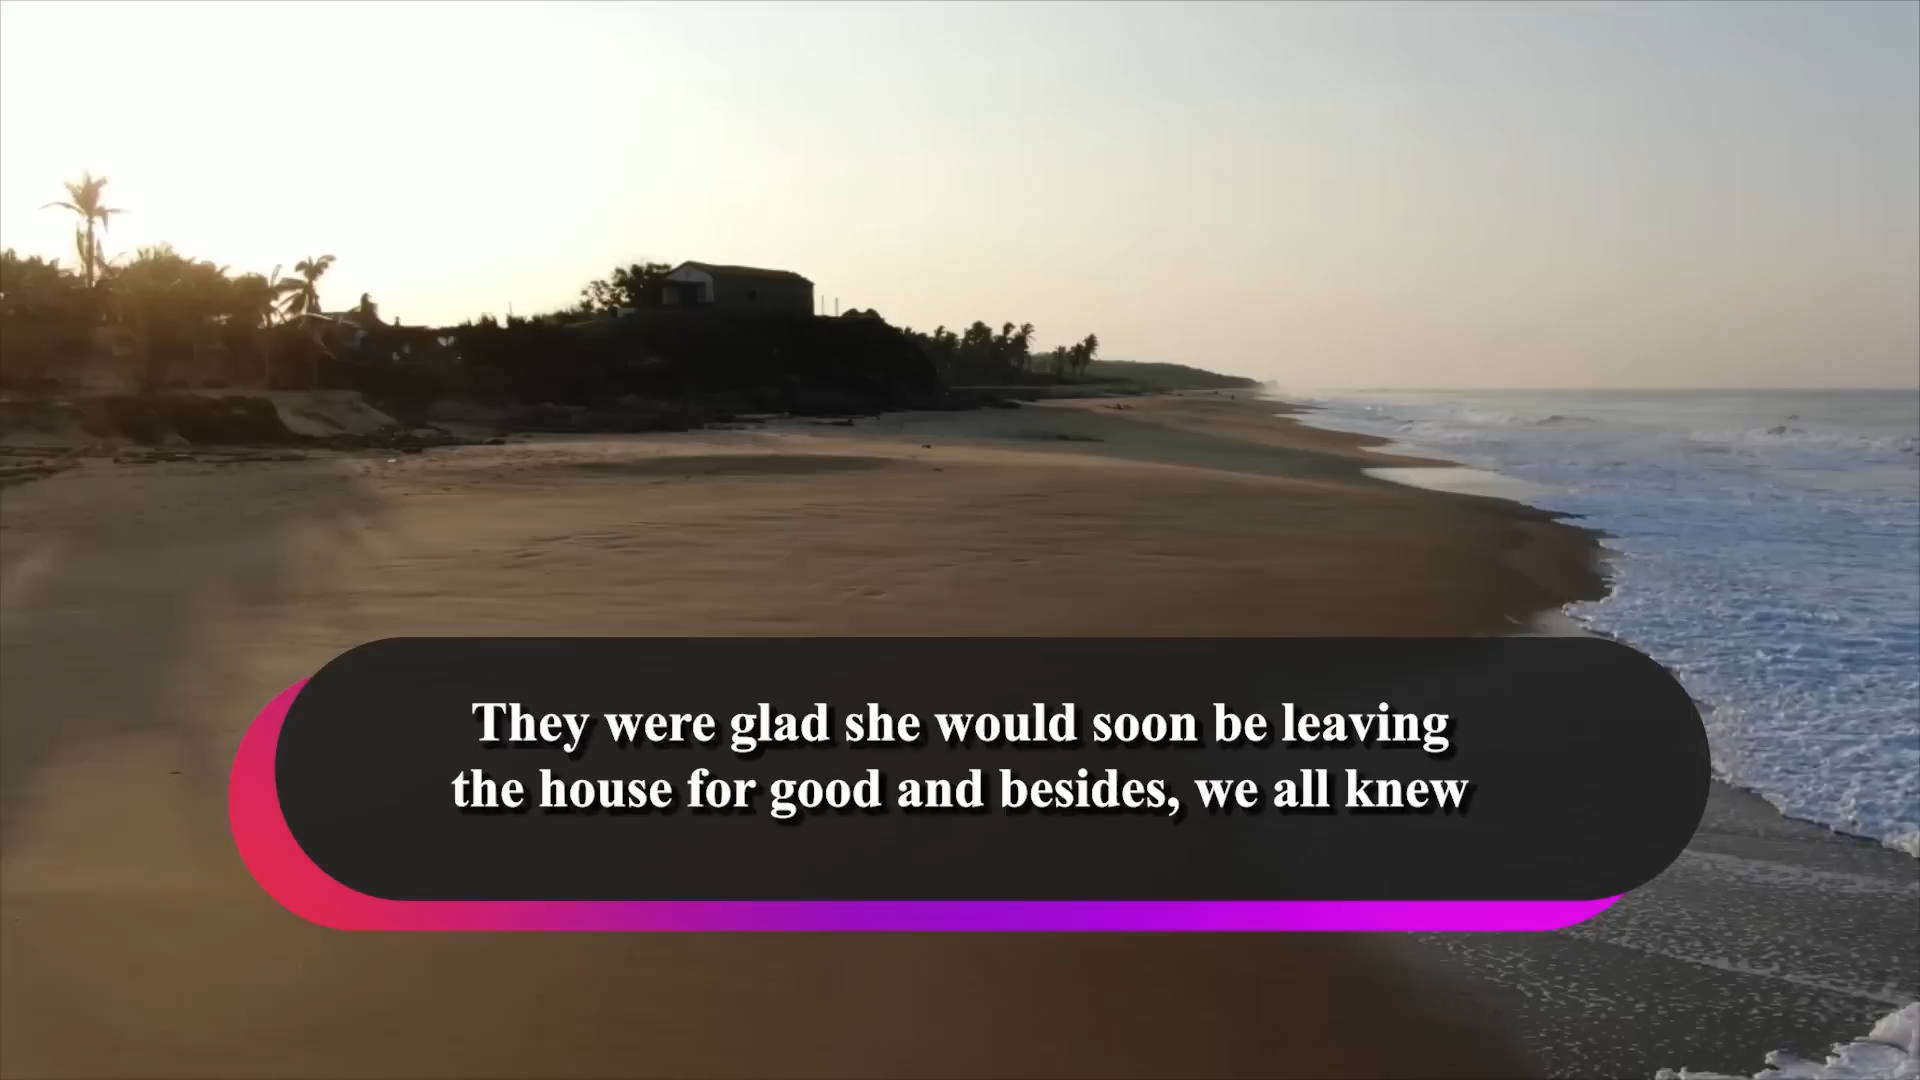 They were glad she would soon be leaving
the house for good and besides, we all knew